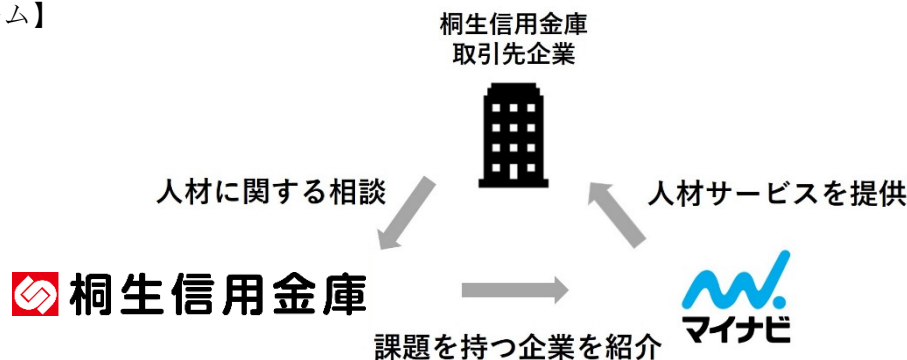 ム】
桐生信用金庫
取引先企業
人材に関する相談
人材サービスを提供
桐生信用金庫
マイナビ
課題を持つ企業を紹介